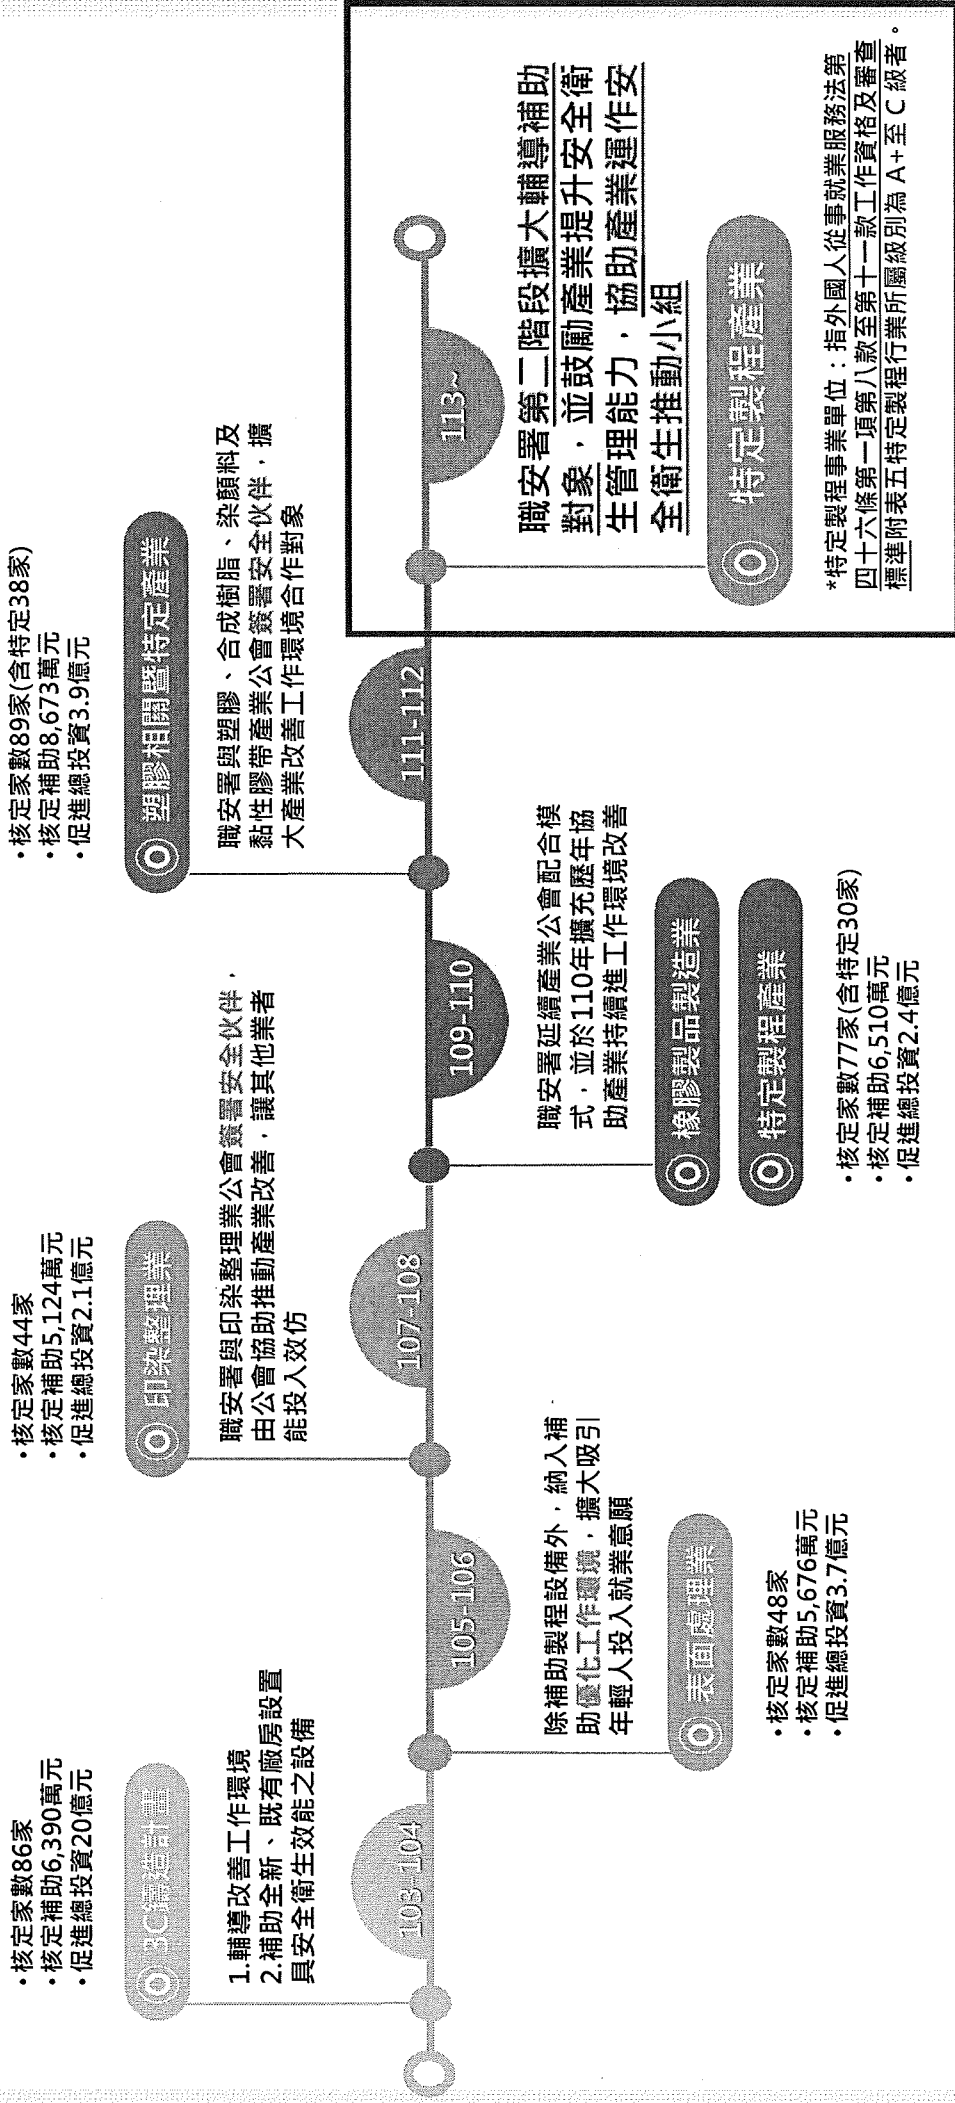 ・核定家數86家
・核定補助6,390萬元
・促進總投資20億元
3C鑄造計畫
1.輔導改善工作環境
2.補助全新、既有廠房設置
具安全衛生效能之設備
103-104
105-106
除補助製程設備外，納入補
助優化工作環境，擴大吸引
年輕人投入就業意願
表面處理業
・核定家數48家
・核定補助5,676萬元
・促進總投資3.7億元
・核定家數44家
・核定補助5,124萬元
・促進總投資2.1億元
印染整理業
職安署與印染整理業公會簽署安全伙伴，
由公會協助推動產業改善，讓其他業者
能投入效仿
107-108
109-110
職安署延續產業公會配合模
式，並於110年擴充歷年協
助產業持續進工作環境改善
橡膠製品製造業
特定製程產業
・核定家數77家(含特定30家)
・核定補助6,510萬元
・促進總投資2.4億元
・核定家數89家(含特定38家)
・核定補助8,673萬元
・促進總投資3.9億元
塑膠相關暨特定產業
職安署與塑膠、合成樹脂、染顏料及
黏性膠帶產業公會簽署安全伙伴，擴
大產業改善工作環境合作對象
111-112
113~
職安署第二階段擴大輔導補助
對象，並鼓勵產業提升安全衛
生管理能力，協助產業運作安
全衛生推動小組
特定製程產業
*特定製程事業單位：指外國人從事就業服務法第
四十六條第一項第八款至第十一款工作資格及審查
標準附表五特定製程行業所屬級別為 A+至 C 級者。